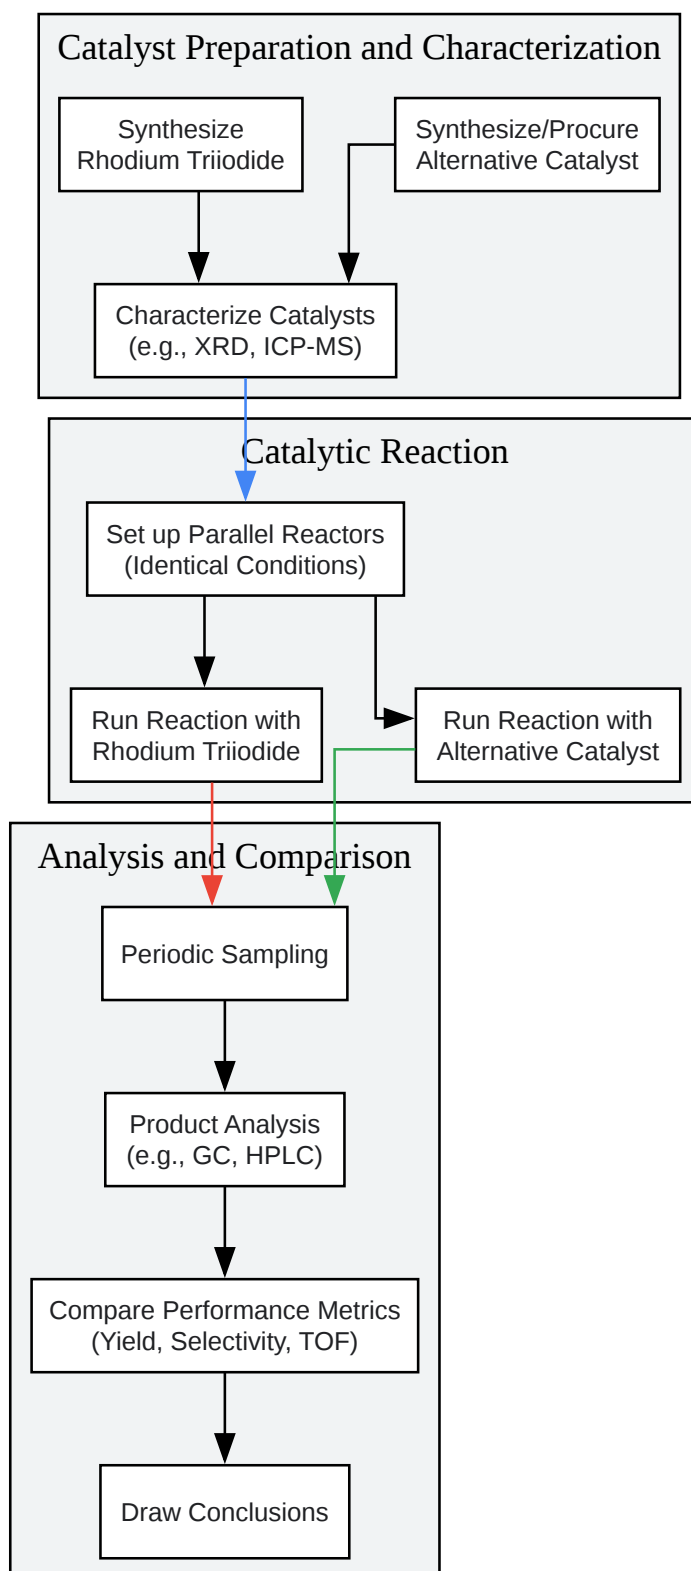 Catalyst Preparation and Characterization
Synthesize
Rhodium Triiodide
Synthesize/Procure
Alternative Catalyst
Characterize Catalysts
(e.g., XRD, ICP-MS)
Catalytic Reaction
Set up Parallel Reactors
(Identical Conditions)
Run Reaction with
Rhodium Triiodide
Run Reaction with
Alternative Catalyst
Analysis and Comparison
Periodic Sampling
Product Analysis
(e.g., GC, HPLC)
Compare Performance Metrics
(Yield, Selectivity, TOF)
Draw Conclusions